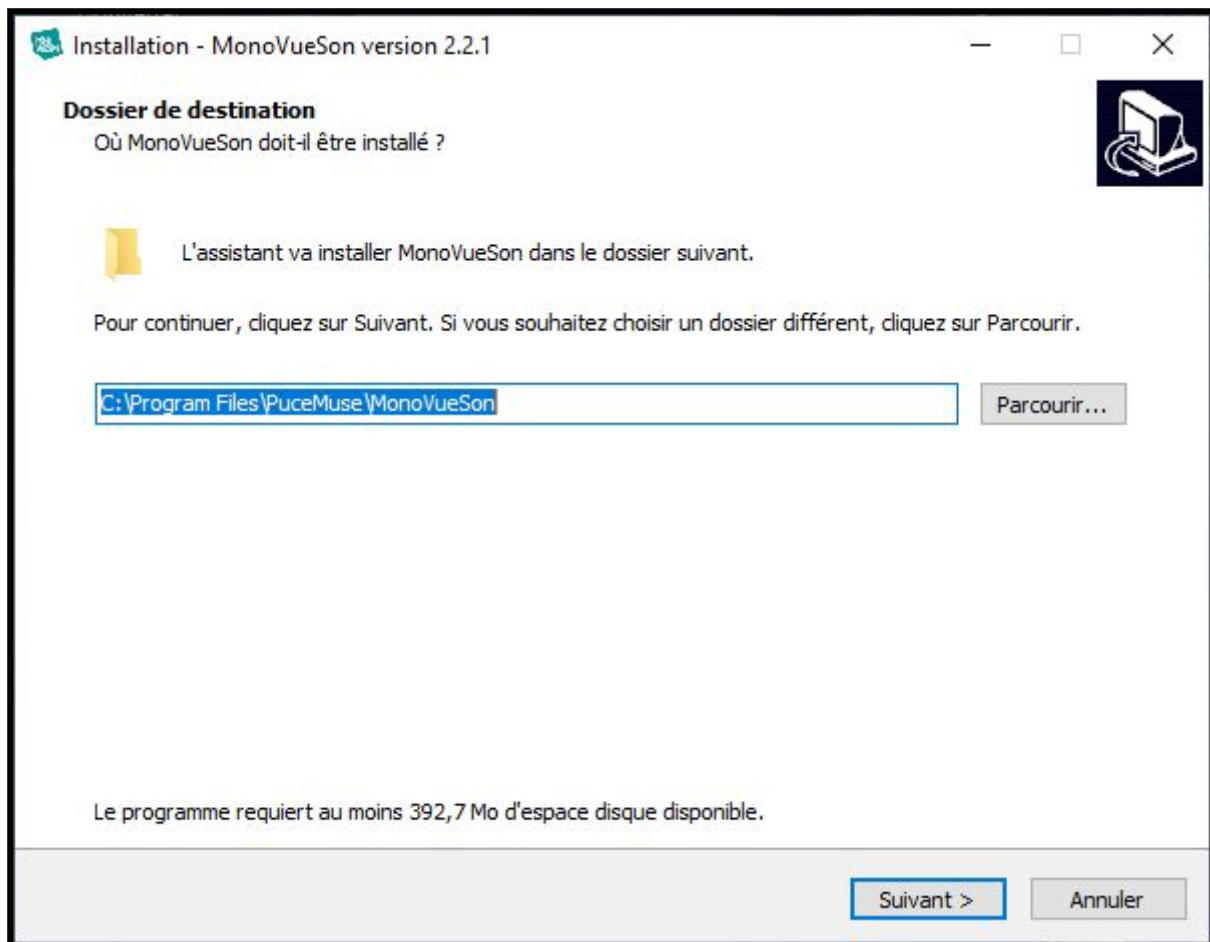 Installation - MonoVueSon version 2.2.1
Dossier de destination
Où MonoVueSon doit-il être installé ?
L'assistant va installer MonoVueSon dans le dossier suivant.
Pour continuer, cliquez sur Suivant. Si vous souhaitez choisir un dossier différent, cliquez sur Parcourir.
C:\Program Files\PuceMuse\MonoVueSon
Parcourir...
Le programme requiert au moins 392,7 Mo d'espace disque disponible.
Suivant >
Annuler